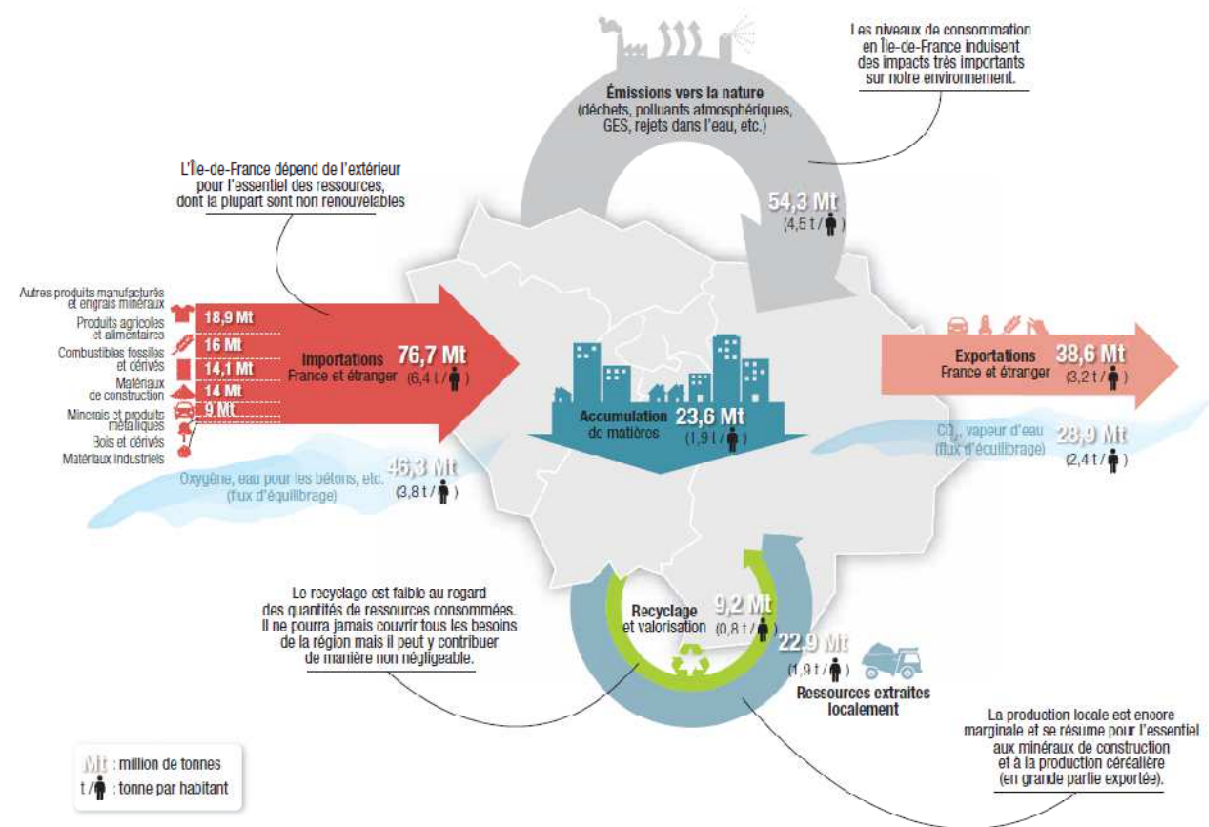 Les niveaux de consommation
en Île-de-France induisent
des impacts très importants
sur notre environnement.
Émissions vers la nature
(déchets, polluants atmosphériques,
GES, rejets dans l'eau, etc.)
54,3 Mt
(4,5 t / )
L'Île-de-France dépend de l'extérieur
pour l'essentiel des ressources,
dont la plupart sont non renouvelables
Autres produits manufacturés
et engrais minéraux
Produits agricoles
et alimentaires
Combustibles fossiles
et dérivés
Matériaux
de construction
Minerais et produits
métalliques
Bois et dérivés
Matériaux industriels
18,9 Mt
16 Mt
14,1 Mt
14 Mt
9 Mt
Importations
France et étranger
76,7 Mt
(6,4 t / )
Oxygène, eau pour les bétons, etc.
(flux d'équilibrage)
46,3 Mt
(3,8 t / )
Accumulation
de matières
23,6 Mt
(1,9 t / )
Exportations
France et étranger
38,6 Mt
(3,2 t / )
CO₂, vapeur d'eau
(flux d'équilibrage)
28,9 Mt
(2,4 t / )
Le recyclage est faible au regard
des quantités de ressources consommées.
Il ne pourra jamais couvrir tous les besoins
de la région mais il peut y contribuer
de manière non négligeable.
Recyclage
et valorisation
9,2 Mt
(0,8 t / )
22,9 Mt
(1,9 t / )
Ressources extraites
localement
La production locale est encore
marginale et se résume pour l'essentiel
aux minéraux de construction
et à la production céréalière
(en grande partie exportée).
Mt : million de tonnes
t / : tonne par habitant